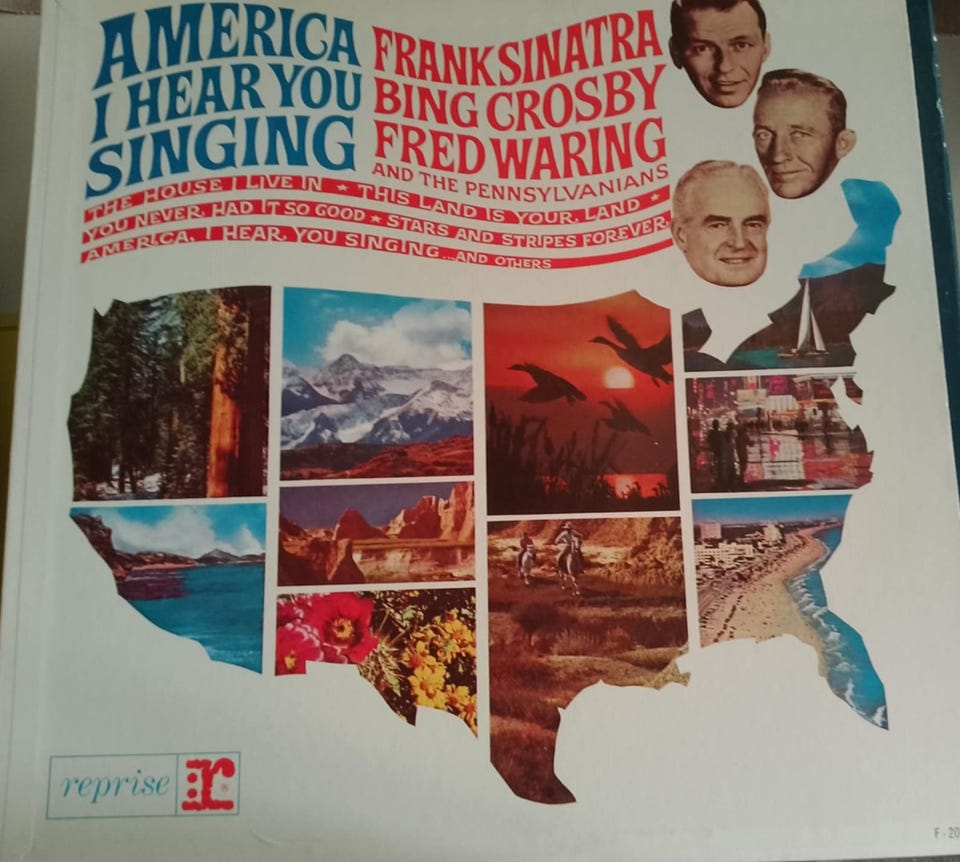 AMERICA
I HEAR YOU
SINGING
FRANK SINATRA
BING CROSBY
FRED WARING
AND THE PENNSYLVANIANS
THE HOUSE I LIVE IN ★ THIS LAND IS YOUR LAND ★
YOU NEVER HAD IT SO GOOD ★ STARS AND STRIPES FOREVER
AMERICA, I HEAR YOU SINGING...AND OTHERS
reprise r ®
F-20